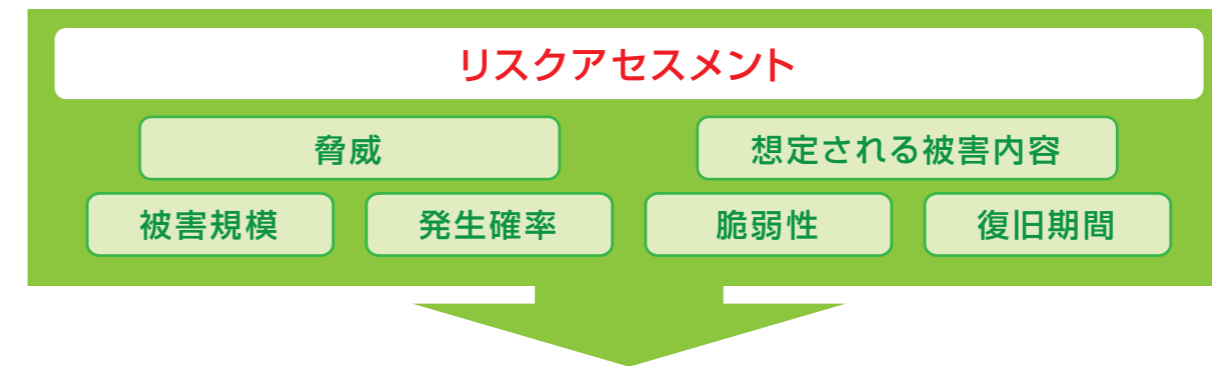 リスクアセスメント
脅威
想定される被害内容
被害規模
発生確率
脆弱性
復旧期間